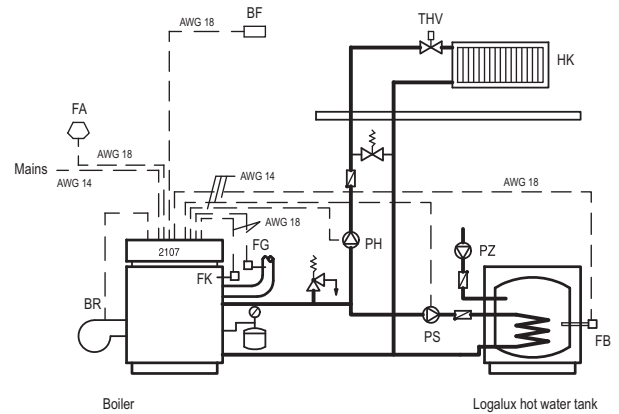 BF
AWG 18
THV
HK
FA
AWG 18
Mains
AWG 14
AWG 14
AWG 18
AWG 18
2107
FG
FK
PH
PZ
BR
PS
FB
Boiler
Logalux hot water tank